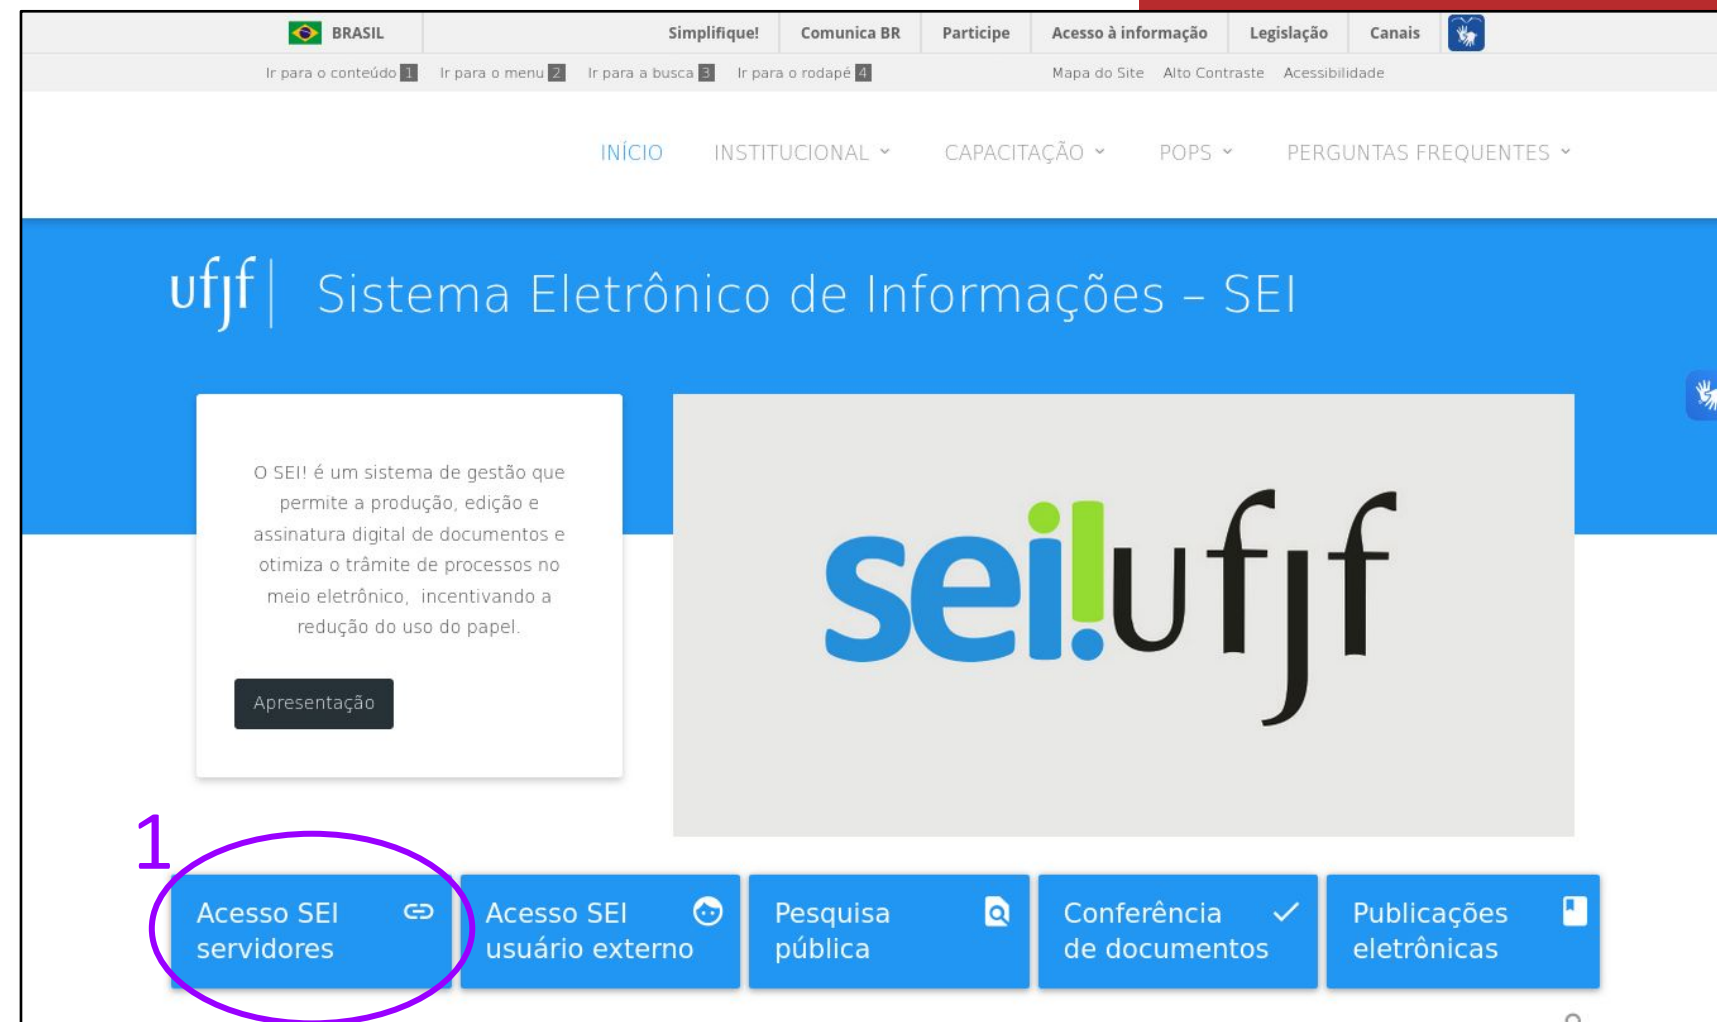 BRASIL Simplifique! Comunica BR Participe Acesso à informação Legislação Canais
Ir para o conteúdo 1 Ir para o menu 2 Ir para a busca 3 Ir para o rodapé 4 Mapa do Site Alto Contraste Acessibilidade
INÍCIO INSTITUCIONAL CAPACITAÇÃO POPS PERGUNTAS FREQUENTES
ufjf Sistema Eletrônico de Informações – SEI
O SEI! é um sistema de gestão que
permite a produção, edição e
assinatura digital de documentos e
otimiza o trâmite de processos no
meio eletrônico, incentivando a
redução do uso do papel.
Apresentação
sei! ufjf
1
Acesso SEI
servidores
Acesso SEI
usuário externo
Pesquisa
pública
Conferência
de documentos
Publicações
eletrônicas